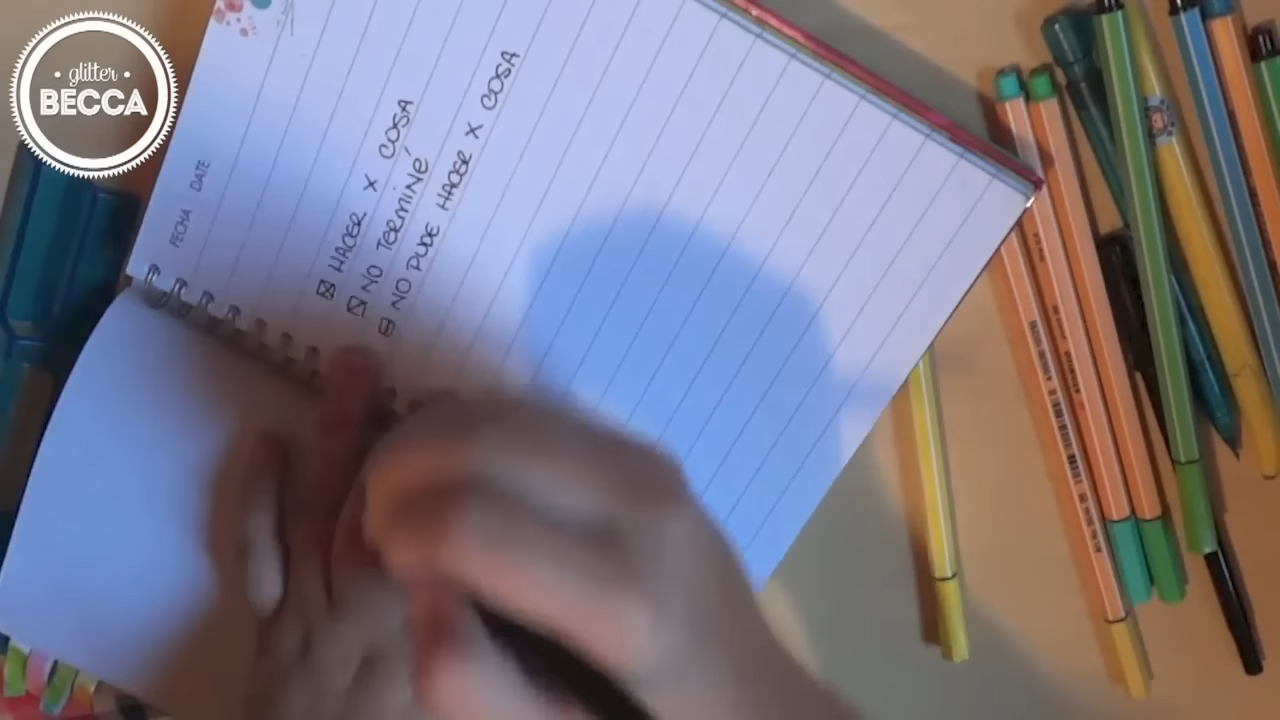 glitter
BECCA
FECHA DATE
HACER X COSA
NO TERMINÉ
NO PUDE HACER X COSA